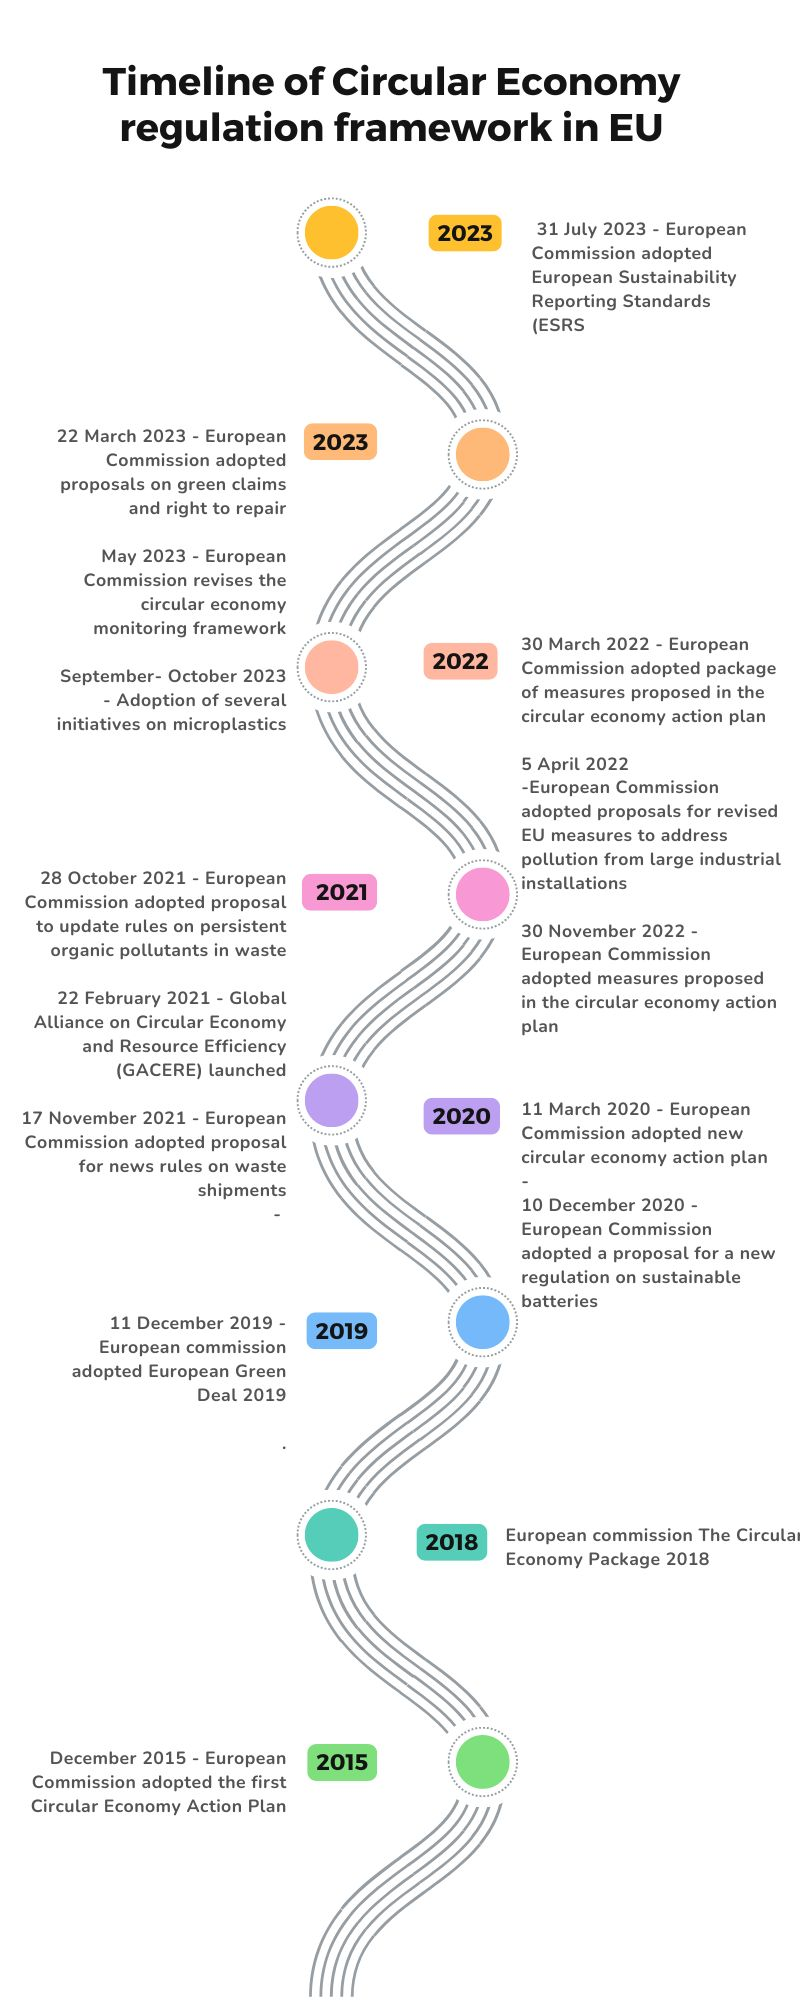 Timeline of Circular Economy
regulation framework in EU
2023
31 July 2023 - European
Commission adopted
European Sustainability
Reporting Standards
(ESRS
2023
22 March 2023 - European
Commission adopted
proposals on green claims
and right to repair
May 2023 - European
Commission revises the
circular economy
monitoring framework
September- October 2023
- Adoption of several
initiatives on microplastics
2022
30 March 2022 - European
Commission adopted package
of measures proposed in the
circular economy action plan
5 April 2022
-European Commission
adopted proposals for revised
EU measures to address
pollution from large industrial
installations
30 November 2022 -
European Commission
adopted measures proposed
in the circular economy action
plan
2021
28 October 2021 - European
Commission adopted proposal
to update rules on persistent
organic pollutants in waste
22 February 2021 - Global
Alliance on Circular Economy
and Resource Efficiency
(GACERE) launched
17 November 2021 - European
Commission adopted proposal
for news rules on waste
shipments
-
2020
11 March 2020 - European
Commission adopted new
circular economy action plan
-
10 December 2020 -
European Commission
adopted a proposal for a new
regulation on sustainable
batteries
2019
11 December 2019 -
European commission
adopted European Green
Deal 2019
.
2018
European commission The Circular
Economy Package 2018
2015
December 2015 - European
Commission adopted the first
Circular Economy Action Plan